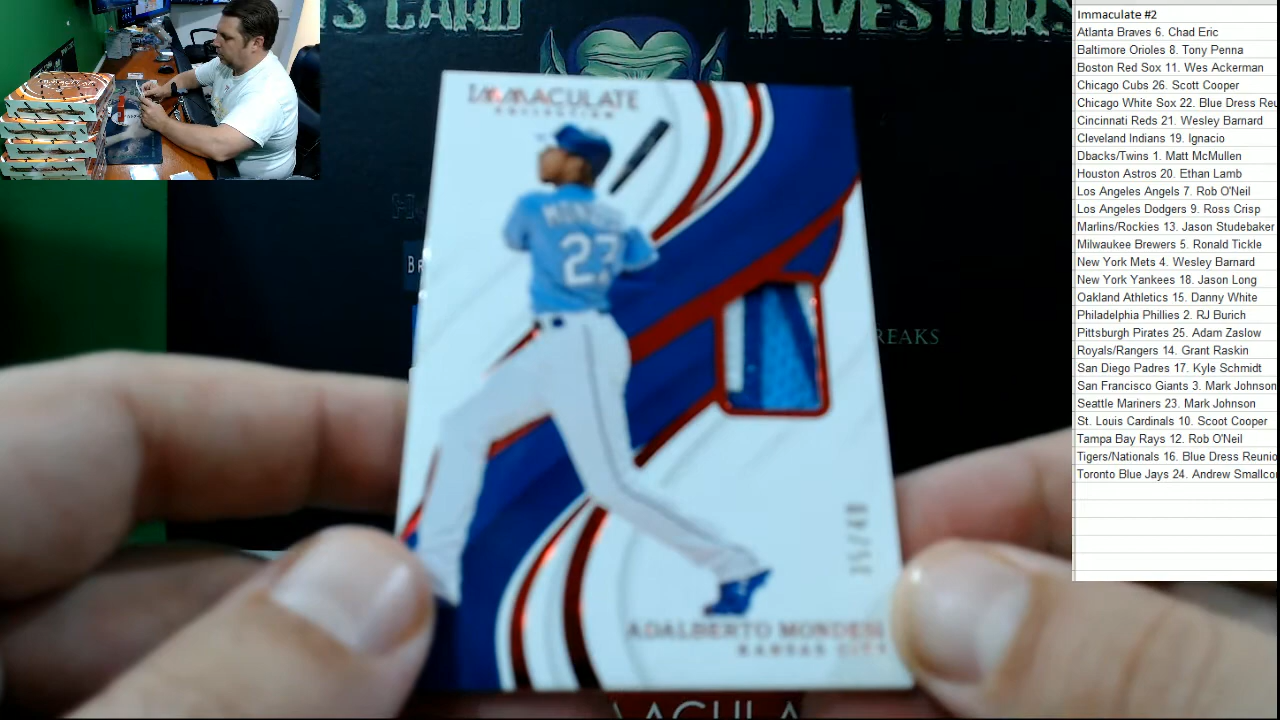 TS CARD INVESTORS
IMMACULATE
COLLECTION
23
REAKS
15/49
ADALBERTO MONDESI
KANSAS CITY
Immaculate #2
Atlanta Braves 6. Chad Eric
Baltimore Orioles 8. Tony Penna
Boston Red Sox 11. Wes Ackerman
Chicago Cubs 26. Scott Cooper
Chicago White Sox 22. Blue Dress Reu
Cincinnati Reds 21. Wesley Barnard
Cleveland Indians 19. Ignacio
Dbacks/Twins 1. Matt McMullen
Houston Astros 20. Ethan Lamb
Los Angeles Angels 7. Rob O'Neil
Los Angeles Dodgers 9. Ross Crisp
Marlins/Rockies 13. Jason Studebaker
Milwaukee Brewers 5. Ronald Tickle
New York Mets 4. Wesley Barnard
New York Yankees 18. Jason Long
Oakland Athletics 15. Danny White
Philadelphia Phillies 2. RJ Burich
Pittsburgh Pirates 25. Adam Zaslow
Royals/Rangers 14. Grant Raskin
San Diego Padres 17. Kyle Schmidt
San Francisco Giants 3. Mark Johnson
Seattle Mariners 23. Mark Johnson
St. Louis Cardinals 10. Scoot Cooper
Tampa Bay Rays 12. Rob O'Neil
Tigers/Nationals 16. Blue Dress Reunio
Toronto Blue Jays 24. Andrew Smallco